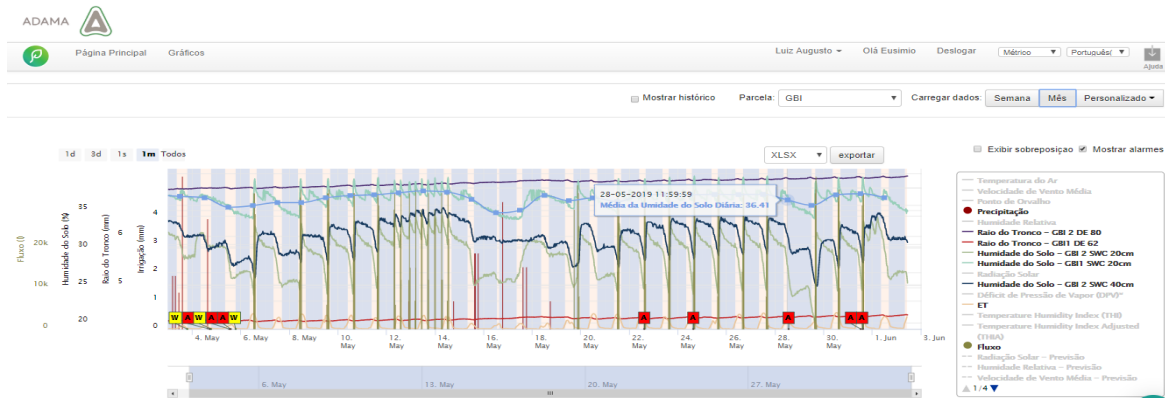 ADAMA
Página Principal Gráficos Luiz Augusto Olá Eusimio Deslogar Métrico Português( Ajuda
Mostrar histórico Parcela: GBI Carregar dados: Semana Mês Personalizado
1d 3d 1s 1m Todos XLSX exportar Exibir sobreposiçao Mostrar alarmes
Fluxo (l)
20k
10k
0
Humidade do Solo (%)
35
30
25
20
Raio do Tronco (mm)
6
5
Irrigação (mm)
4
3
2
1
0
28-05-2019 11:59:59
Média da Umidade do Solo Diária: 36.41
W A W A A W A A A A A
4. May 6. May 8. May 10. May 12. May 14. May 16. May 18. May 20. May 22. May 24. May 26. May 28. May 30. May 1. Jun 3. Jun
6. May 13. May 20. May 27. May
Temperatura do Ar
Velocidade de Vento Média
Ponto de Orvalho
Precipitação
Humidade Relativa
Raio do Tronco – GBI 2 DE 80
Raio do Tronco – GBI1 DE 62
Humidade do Solo – GBI 2 SWC 20cm
Humidade do Solo – GBI1 SWC 20cm
Radiação Solar
Humidade do Solo – GBI 2 SWC 40cm
Déficit de Pressão de Vapor (DPV)"
ET
Temperature Humidity Index (THI)
Temperature Humidity Index Adjusted
(THIA)
Fluxo
Radiação Solar – Previsão
Humidade Relativa – Previsão
Velocidade de Vento Média – Previsão
1/4